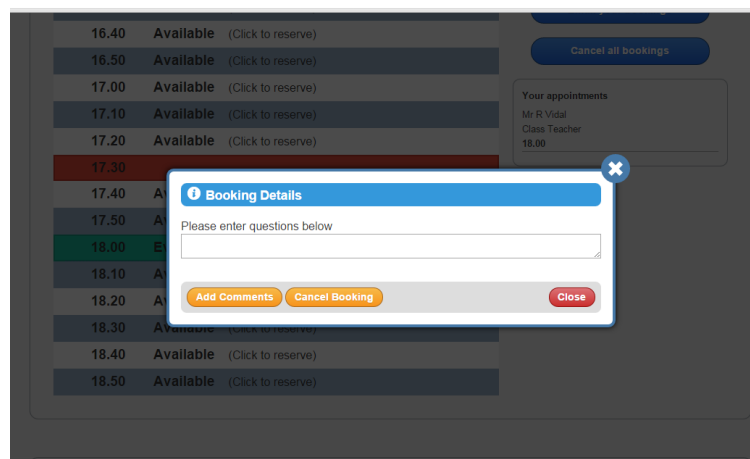 16.40 Available (Click to reserve)
16.50 Available (Click to reserve)
17.00 Available (Click to reserve)
17.10 Available (Click to reserve)
17.20 Available (Click to reserve)
17.30
17.40
17.50
18.00
18.10
18.20
18.30 Available (Click to reserve)
18.40 Available (Click to reserve)
18.50 Available (Click to reserve)
Cancel all bookings
Your appointments
Mr R Vidal
Class Teacher
18.00
Booking Details
Please enter questions below
Add Comments Cancel Booking Close